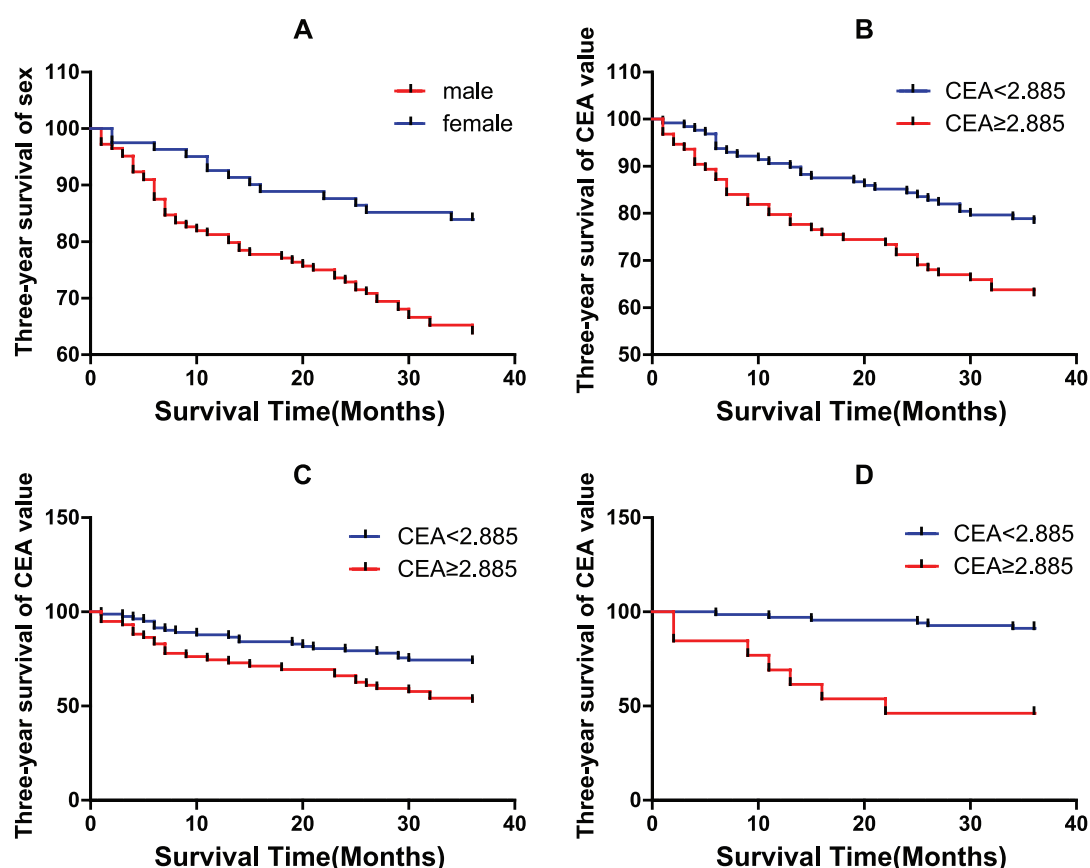 A
Three-year survival of sex
110
100
90
80
70
60
0
10
20
30
40
Survival Time(Months)
male
female
B
Three-year survival of CEA value
110
100
90
80
70
60
50
0
10
20
30
40
Survival Time(Months)
CEA<2.885
CEA≥2.885
C
Three-year survival of CEA value
150
100
50
0
0
10
20
30
40
Survival Time(Months)
CEA<2.885
CEA≥2.885
D
Three-year survival of CEA value
150
100
50
0
0
10
20
30
40
Survival Time(Months)
CEA<2.885
CEA≥2.885